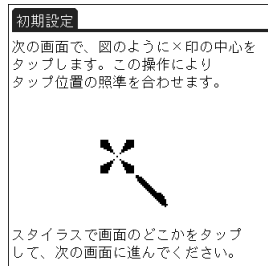 初期設定
次の画面で、図のように×印の中心を
タップします。この操作により
タップ位置の照準を合わせます。
スタイラスで画面のどこかをタップ
して、次の画面に進んでください。